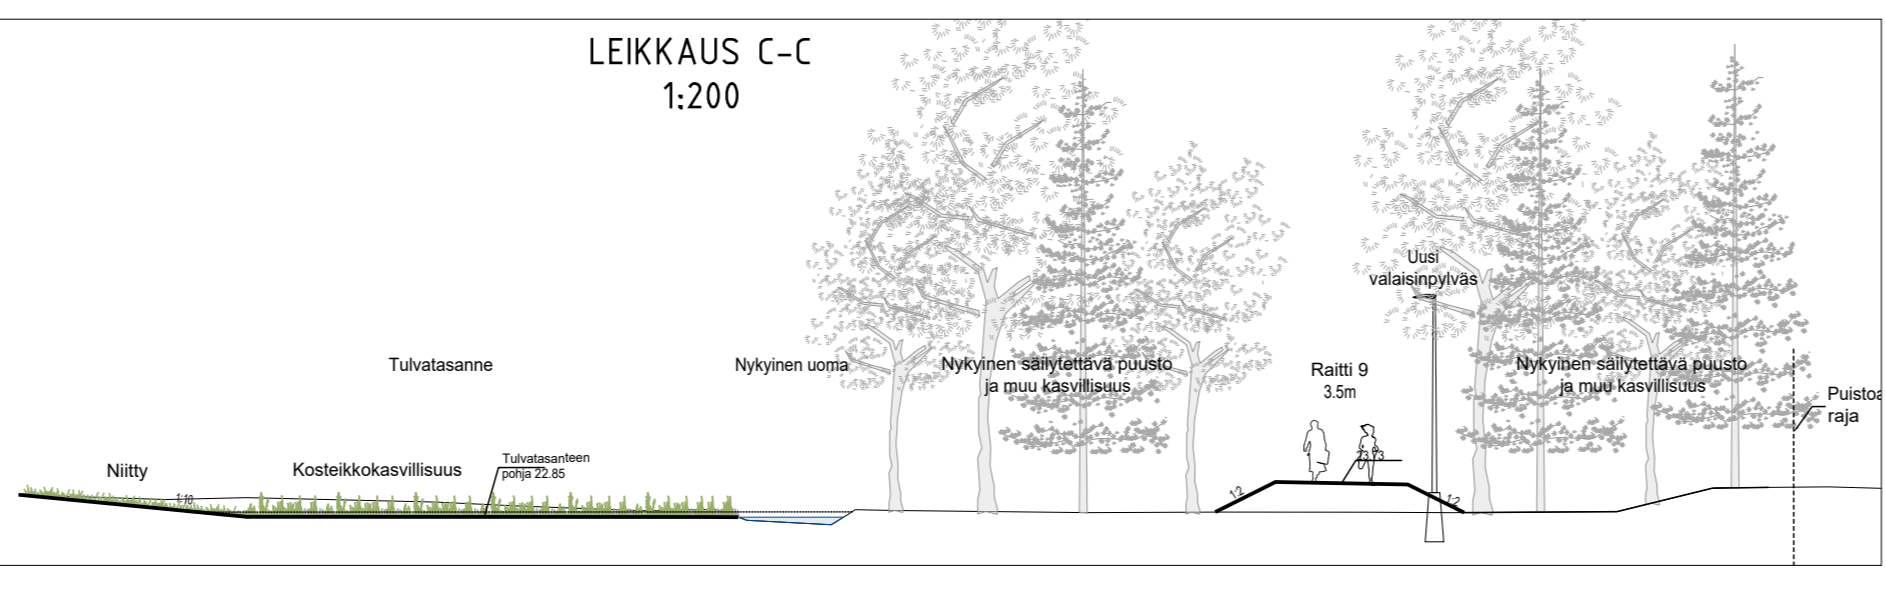 LEIKKAUS C-C
1:200
Uusi
valaisinpylväs
Tulvatasanne
Nykyinen uoma
Nykyinen säilytettävä puusto
ja muu kasvillisuus
Raitti 9
3.5m
Nykyinen säilytettävä puusto
ja muu kasvillisuus
Puistoa
raja
Niitty
Kosteikkokasvillisuus
Tulvatasanteen
pohja 22.85
23.73
1:10
1:2
1:2